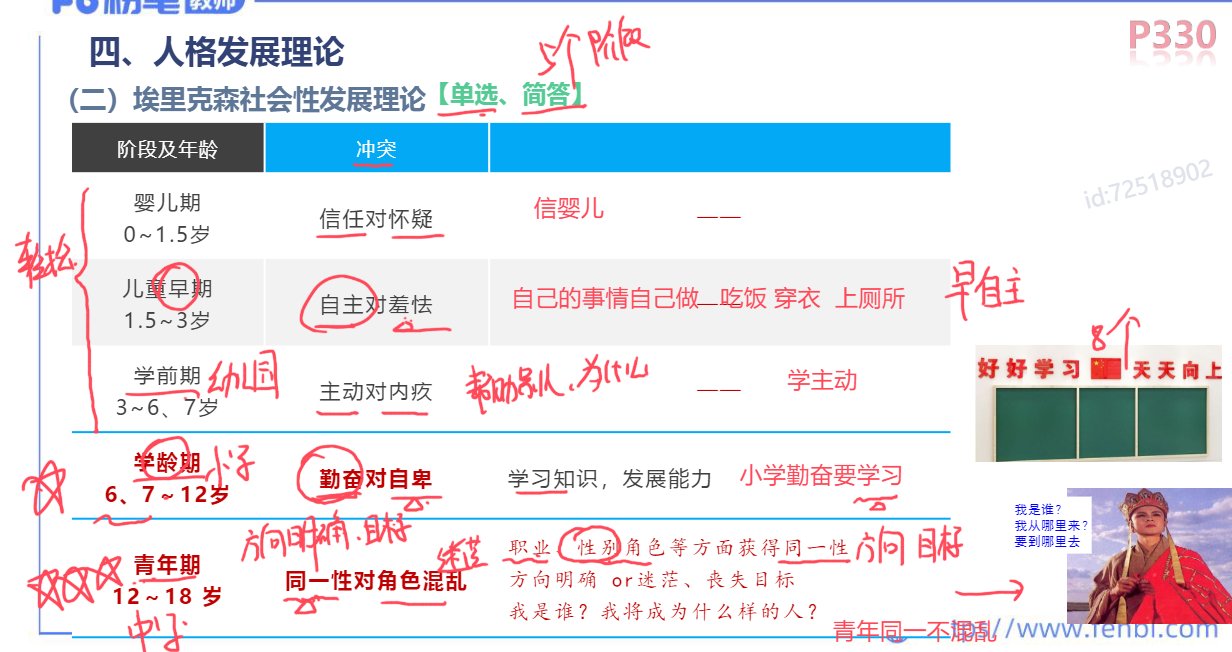 粉笔教师
四、人格发展理论
5个阶段
P330
（二）埃里克森社会性发展理论【单选、简答】
阶段及年龄 冲突
id:72518902
婴儿期
0~1.5岁
信任对怀疑
信婴儿 ——
轻松
儿童早期
1.5~3岁
自主对羞怯
自己的事情自己做——吃饭 穿衣 上厕所
早自主
8个
好好学习 天天向上
学前期 幼儿园
3~6、7岁
主动对内疚
帮助别人、为什么
—— 学主动
学龄期 小学
6、7~12岁
勤奋对自卑
学习知识，发展能力 小学勤奋要学习
我是谁?
我从哪里来?
要到哪里去
方向明确、目标
青年期
12~18 岁
中学
同一性对角色混乱
迷茫
职业、性别角色等方面获得同一性
方向 目标
方向明确 or迷茫、丧失目标
我是谁？我将成为什么样的人？
青年同一不混乱
//www.fenbi.com